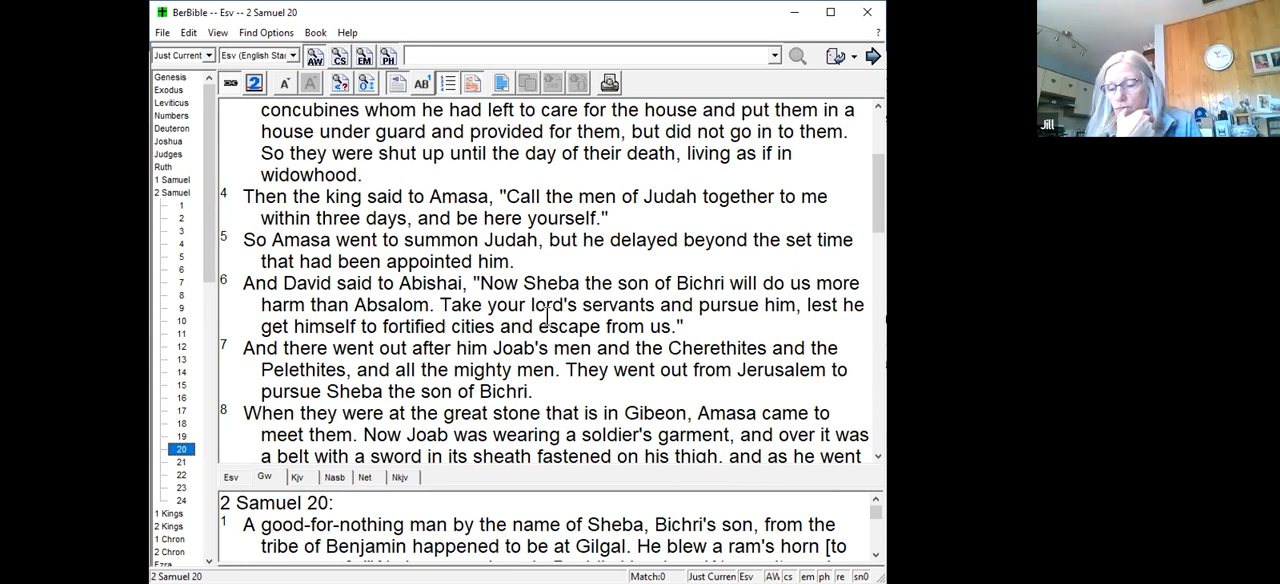 BerBible -- Esv -- 2 Samuel 20
File Edit View Find Options Book Help ?
Just Current Esv (English Star AW CS EM PH
2 A A AB1
Genesis
Exodus
Leviticus
Numbers
Deuteron
Joshua
Judges
Ruth
1 Samuel
2 Samuel
1
2
3
4
5
6
7
8
9
10
11
12
13
14
15
16
17
18
19
20
21
22
23
24
1 Kings
2 Kings
1 Chron
2 Chron
Ezra
concubines whom he had left to care for the house and put them in a
house under guard and provided for them, but did not go in to them.
So they were shut up until the day of their death, living as if in
widowhood.
4 Then the king said to Amasa, "Call the men of Judah together to me
within three days, and be here yourself."
5 So Amasa went to summon Judah, but he delayed beyond the set time
that had been appointed him.
6 And David said to Abishai, "Now Sheba the son of Bichri will do us more
harm than Absalom. Take your lord's servants and pursue him, lest he
get himself to fortified cities and escape from us."
7 And there went out after him Joab's men and the Cherethites and the
Pelethites, and all the mighty men. They went out from Jerusalem to
pursue Sheba the son of Bichri.
8 When they were at the great stone that is in Gibeon, Amasa came to
meet them. Now Joab was wearing a soldier's garment, and over it was
a belt with a sword in its sheath fastened on his thigh, and as he went
Esv Gw Kjv Nasb Net Nkjv
2 Samuel 20:
1 A good-for-nothing man by the name of Sheba, Bichri's son, from the
tribe of Benjamin happened to be at Gilgal. He blew a ram's horn [to
2 Samuel 20 Match:0 Just Curren Esv AW cs em ph re sn0
Jill